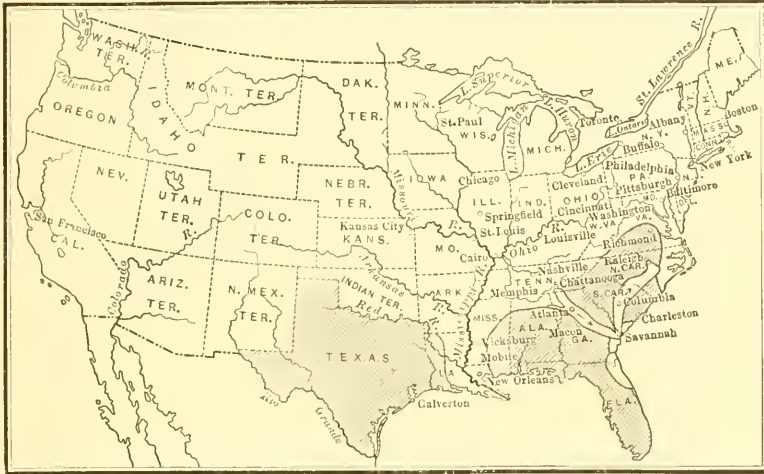 WASH.
TER.
Columbia
R.
OREGON
IDAHO
TER.
MONT. TER.
DAK.
TER.
MINN.
St. Paul
WIS.
L. Superior
L. Michigan
L. Huron
MICH.
Toronto
L. Ontario
L. Erie
St. Lawrence R.
ME.
VT.
N.H.
Boston
MASS.
CONN.
Albany
N.Y.
Buffalo
New York
NEV.
UTAH
TER.
COLO.
TER.
NEBR.
TER.
IOWA
Chicago
ILL.
IND.
OHIO
Cleveland
Philadelphia
PA
Pittsburgh
N.J.
Baltimore
MD.
DEL.
Springfield
Cincinnati
Washington
W.VA.
VA.
San Francisco
CAL.
Colorado
R.
Kansas City
KANS.
Missouri
R.
MO.
St. Louis
Cairo
Ohio
R.
Louisville
Richmond
ARIZ.
TER.
N. MEX.
TER.
INDIAN TER.
Arkansas
Red
R.
ARK.
Mississippi R.
TENN.
Nashville
Memphis
Chattanooga
Raleigh
N. CAR.
S. CAR.
Columbia
Charleston
Atlanta
MISS.
ALA.
Macon
GA.
Savannah
Vicksburg
Mobile
TEXAS
LA
New Orleans
FLA.
Rio Grande
Galveston